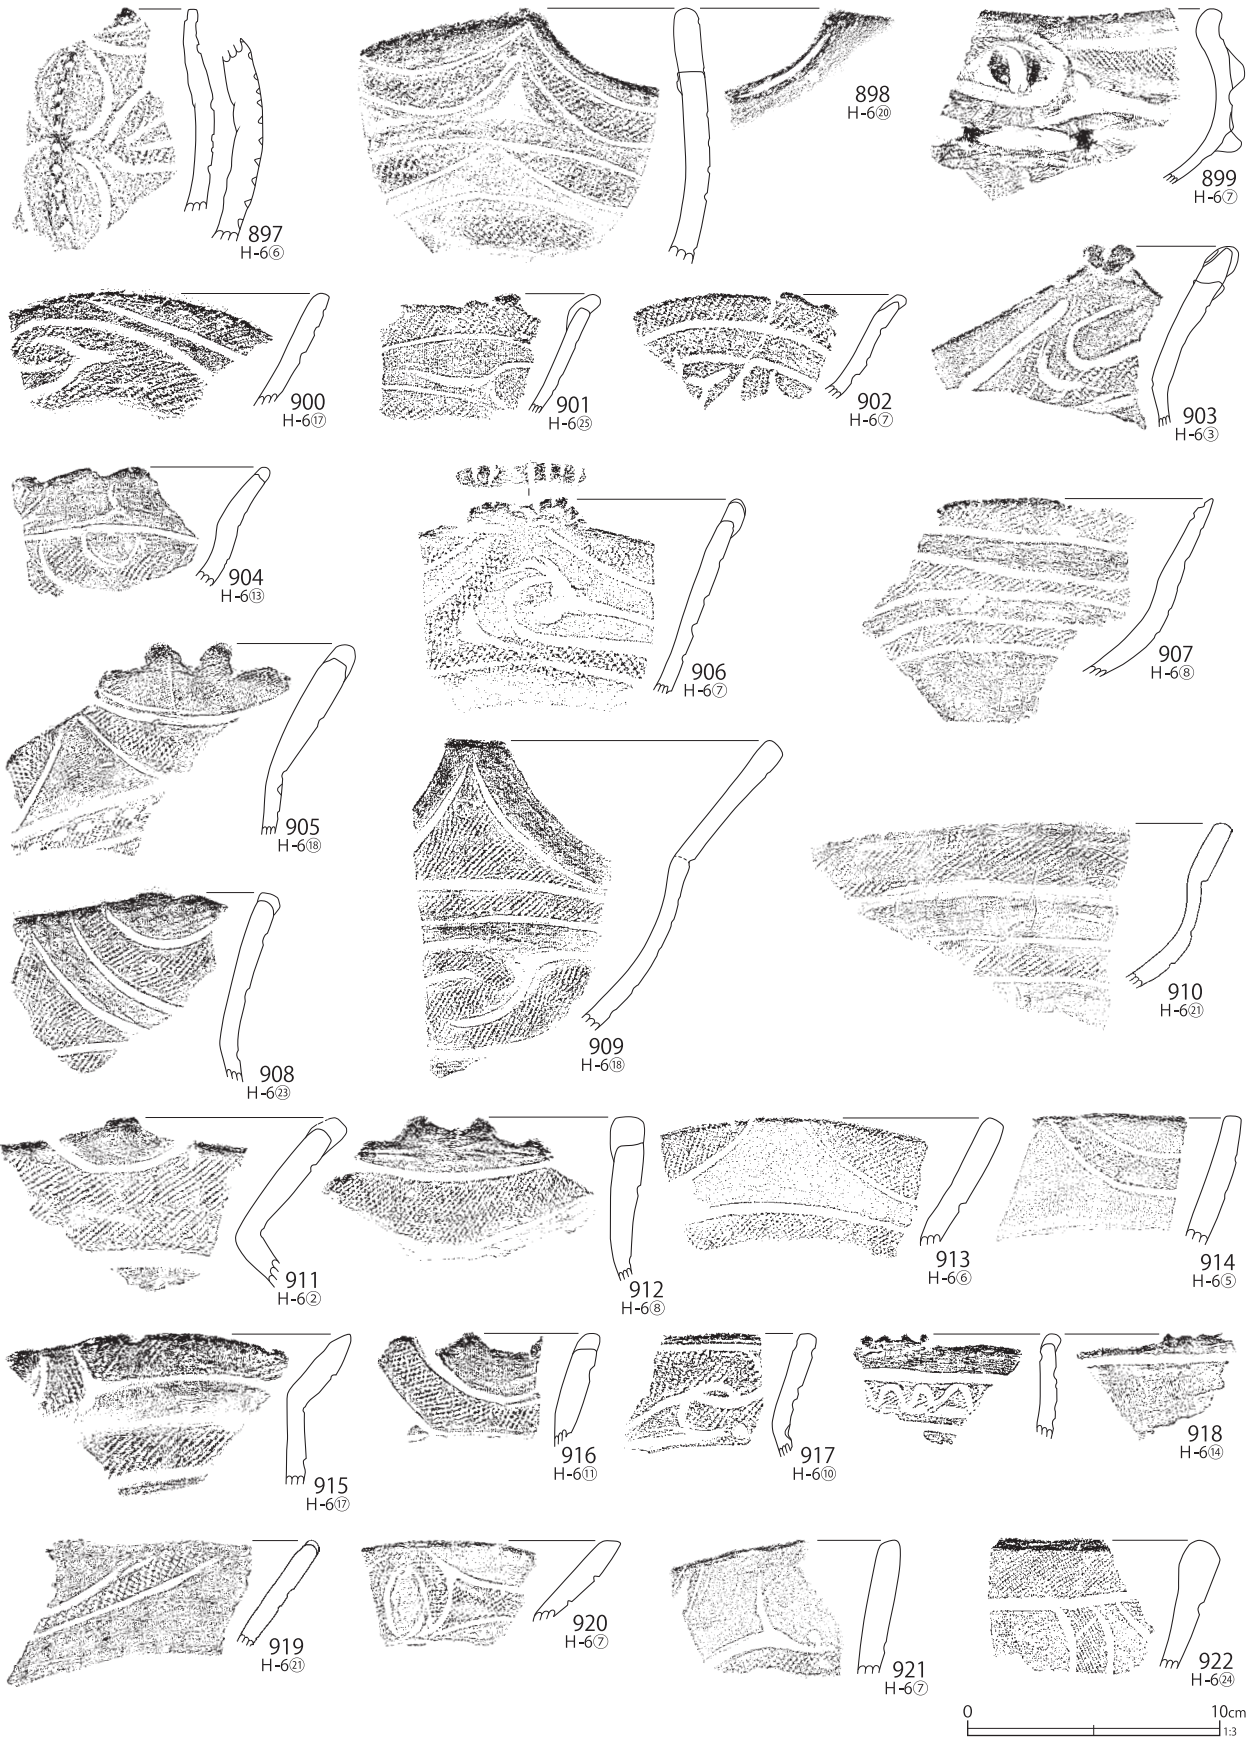 897
H-6⑥
898
H-6⑳
899
H-6⑦
900
H-6⑰
901
H-6㉕
902
H-6⑦
903
H-6③
904
H-6⑬
905
H-6⑱
906
H-6⑦
907
H-6⑧
908
H-6㉓
909
H-6⑱
910
H-6㉑
911
H-6②
912
H-6⑧
913
H-6⑥
914
H-6⑤
915
H-6⑰
916
H-6⑪
917
H-6⑩
918
H-6⑭
919
H-6㉑
920
H-6⑦
921
H-6⑦
922
H-6㉔
0 10cm
1:3